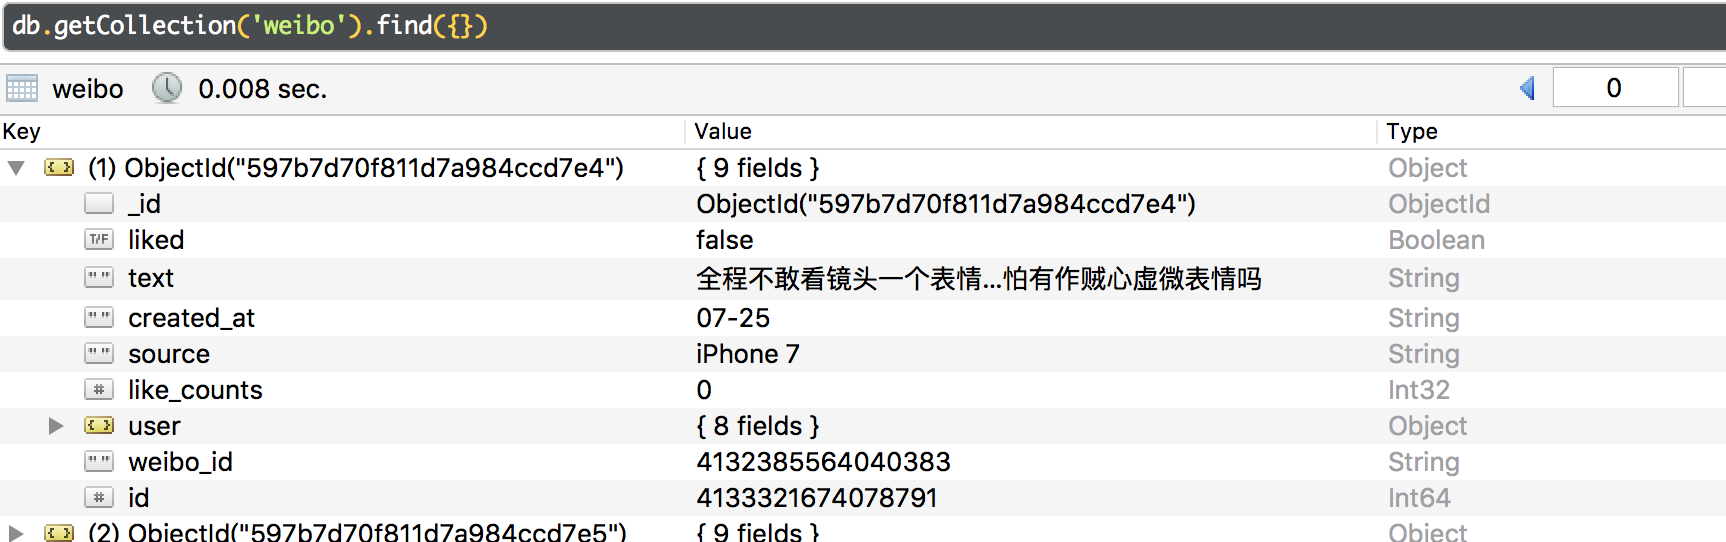 db.getCollection('weibo').find({})
weibo 0.008 sec. 0
Key Value Type
(1) ObjectId("597b7d70f811d7a984ccd7e4") { 9 fields } Object
_id ObjectId("597b7d70f811d7a984ccd7e4") ObjectId
T/F liked false Boolean
"" text 全程不敢看镜头一个表情...怕有作贼心虚微表情吗 String
"" created_at 07-25 String
"" source iPhone 7 String
# like_counts 0 Int32
user { 8 fields } Object
"" weibo_id 4132385564040383 String
# id 4133321674078791 Int64
(2) ObjectId("597b7d70f811d7a984ccd7e5") { 9 fields } Object